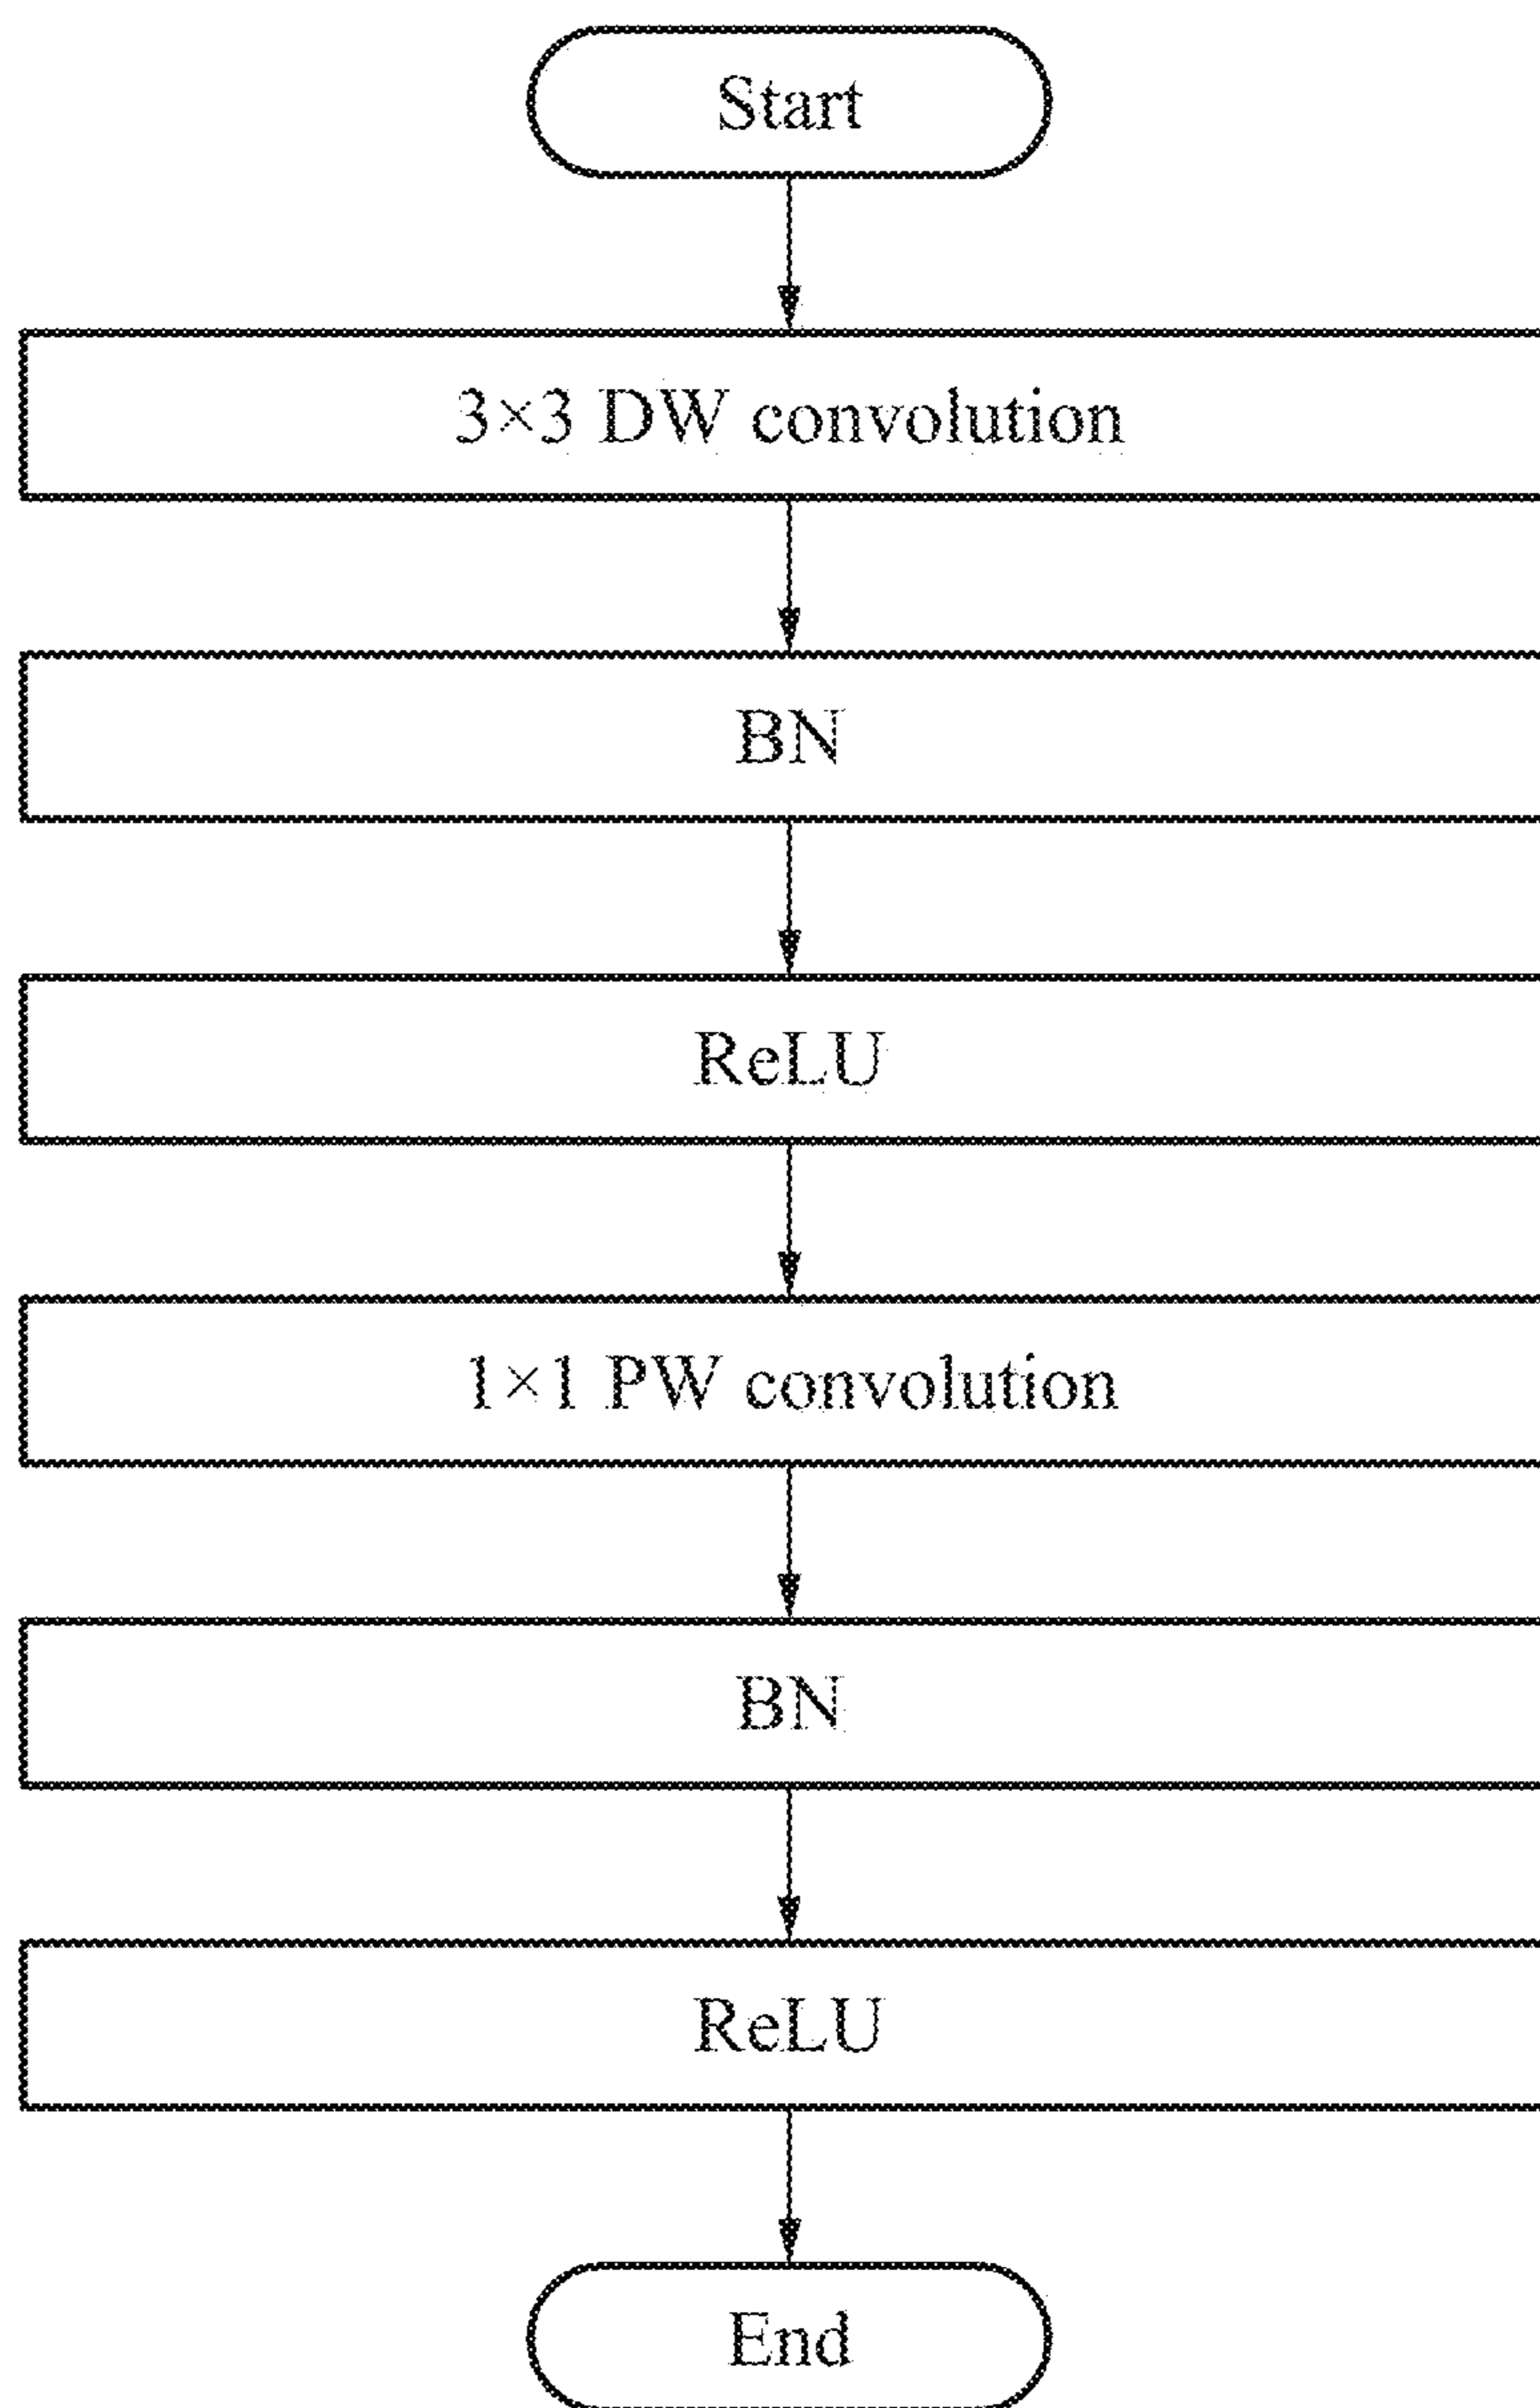 Start
3×3 DW convolution
BN
ReLU
1×1 PW convolution
BN
ReLU
End